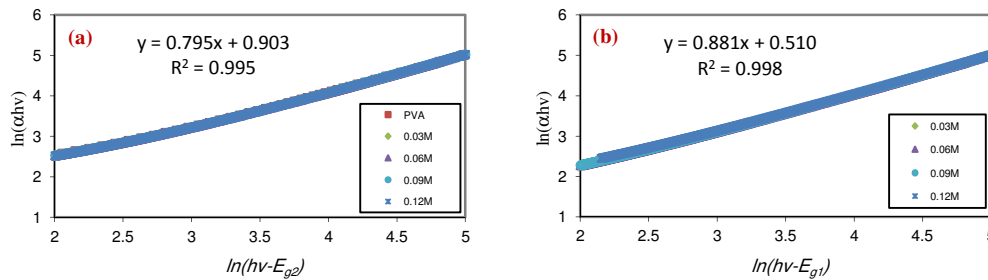 (a)
y = 0.795x + 0.903
R² = 0.995
ln(αhν)
6
5
4
3
2
1
2
2.5
3
3.5
4
4.5
5
ln(hν-Eg2)
PVA
0.03M
0.06M
0.09M
0.12M
(b)
y = 0.881x + 0.510
R² = 0.998
ln(αhν)
6
5
4
3
2
1
2
2.5
3
3.5
4
4.5
5
ln(hν-Eg1)
0.03M
0.06M
0.09M
0.12M